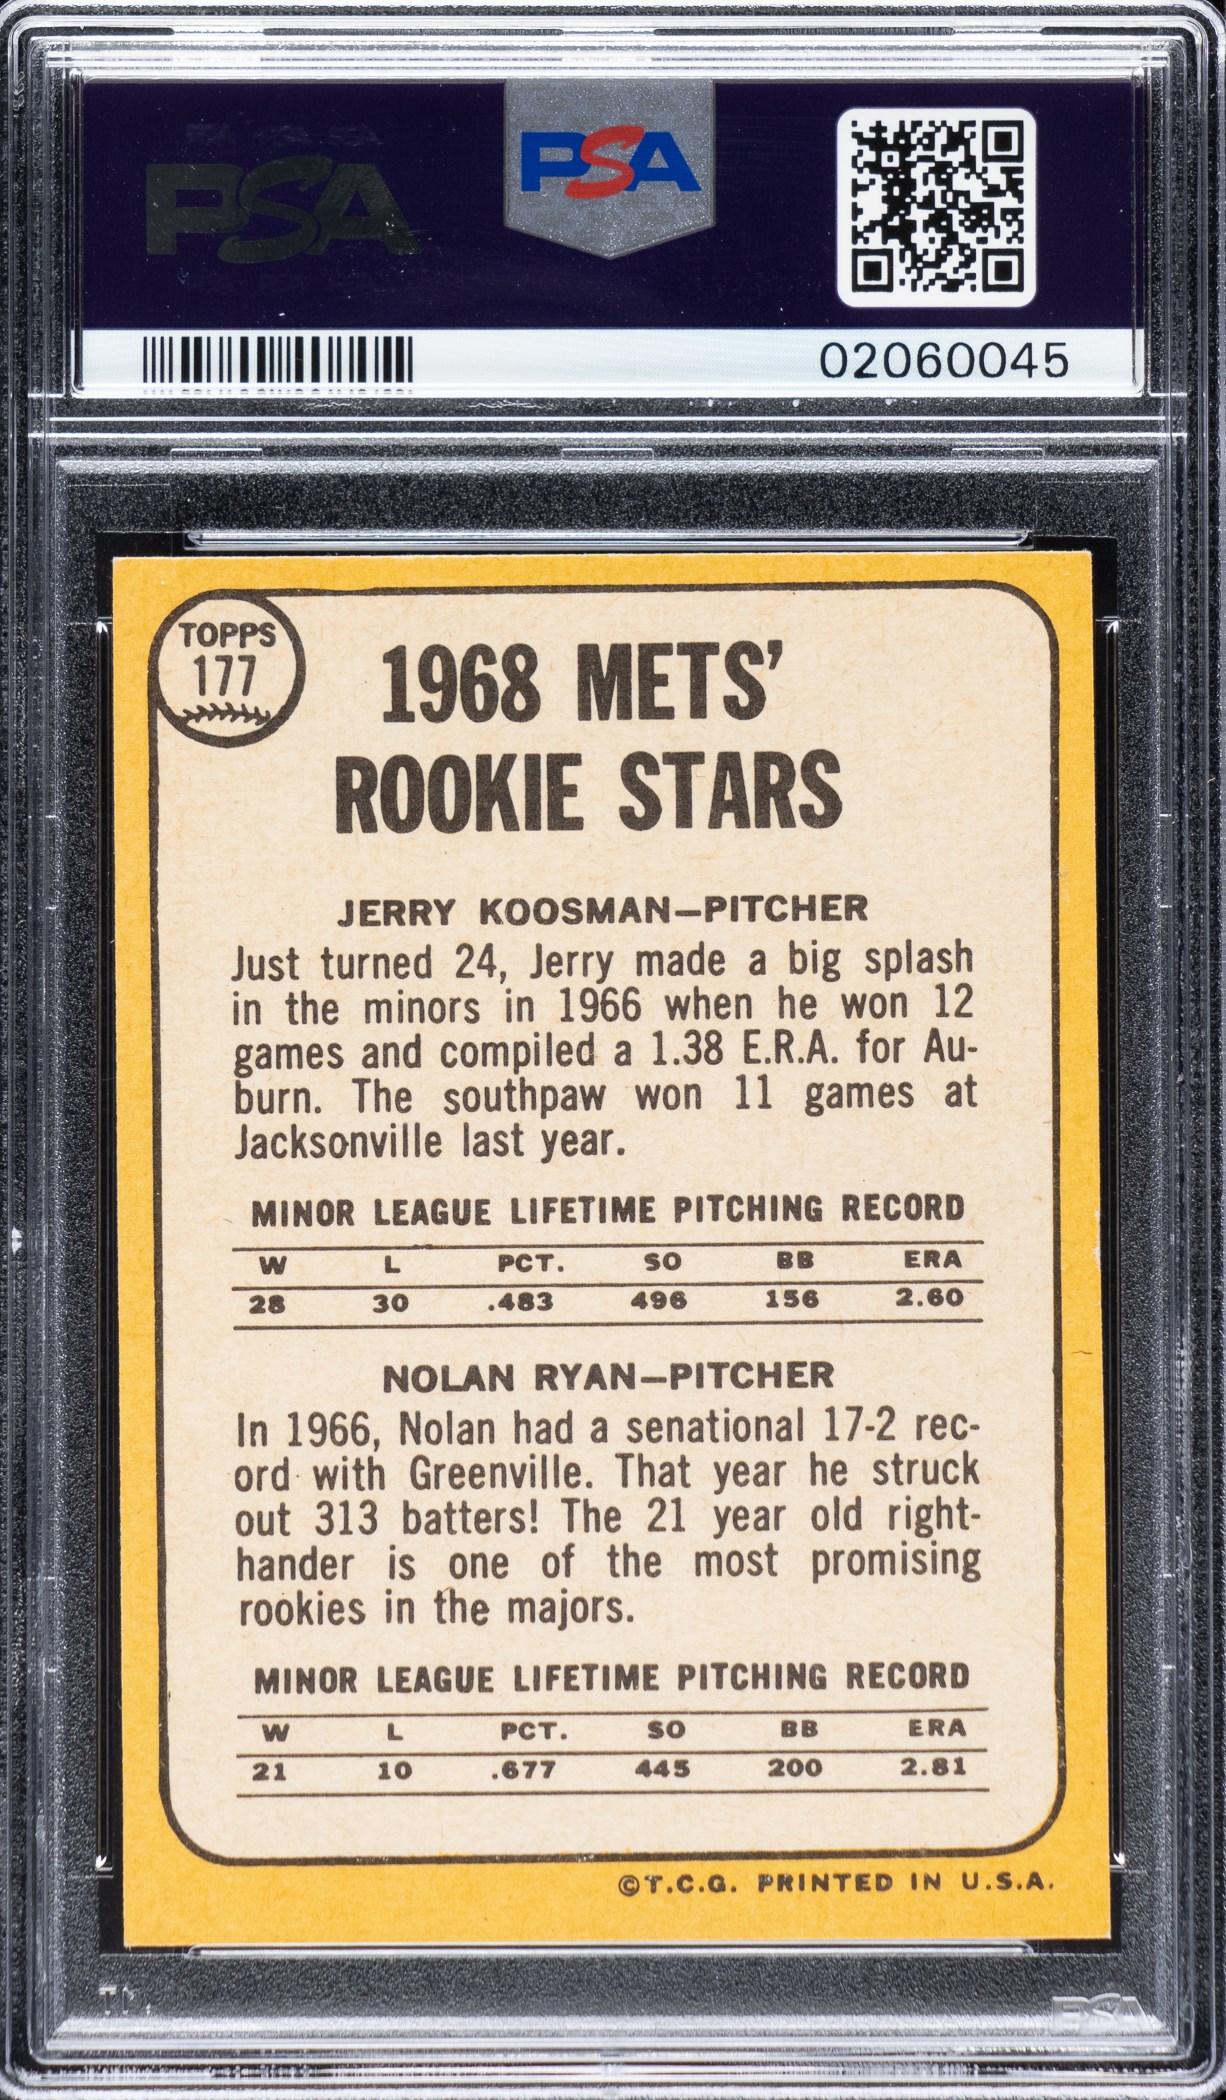 PSA
PSA
02060045
TOPPS
177
1968 METS'
ROOKIE STARS
JERRY KOOSMAN—PITCHER
Just turned 24, Jerry made a big splash
in the minors in 1966 when he won 12
games and compiled a 1.38 E.R.A. for Au-
burn. The southpaw won 11 games at
Jacksonville last year.
MINOR LEAGUE LIFETIME PITCHING RECORD
W L PCT. SO BB ERA
28 30 .483 496 156 2.60
NOLAN RYAN—PITCHER
In 1966, Nolan had a senational 17-2 rec-
ord with Greenville. That year he struck
out 313 batters! The 21 year old right-
hander is one of the most promising
rookies in the majors.
MINOR LEAGUE LIFETIME PITCHING RECORD
W L PCT. SO BB ERA
21 10 .677 445 200 2.81
©T.C.G. PRINTED IN U.S.A.
PSA